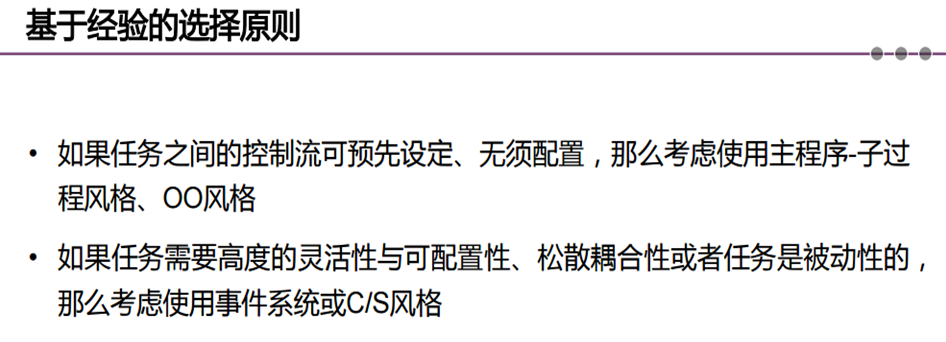 基于经验的选择原则
• 如果任务之间的控制流可预先设定、无须配置，那么考虑使用主程序-子过
程风格、OO风格
• 如果任务需要高度的灵活性与可配置性、松散耦合性或者任务是被动性的，
那么考虑使用事件系统或C/S风格